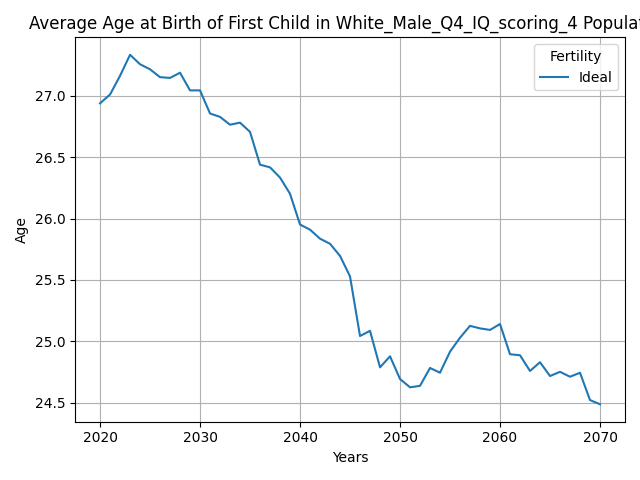 Average Age at Birth of First Child in White_Male_Q4_IQ_scoring_4 Populat
Fertility
Ideal
27.0
26.5
26.0
25.5
25.0
24.5
Age
2020 2030 2040 2050 2060 2070
Years